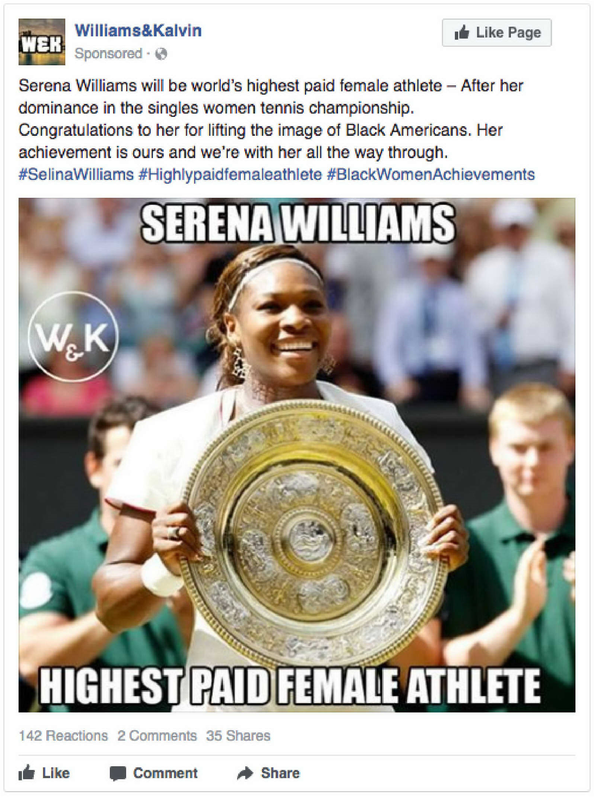 W&K
Williams&Kalvin
Like Page
Sponsored ·
Serena Williams will be world's highest paid female athlete – After her
dominance in the singles women tennis championship.
Congratulations to her for lifting the image of Black Americans. Her
achievement is ours and we're with her all the way through.
#SelinaWilliams #Highlypaidfemaleathlete #BlackWomenAchievements
SERENA WILLIAMS
W&K
HIGHEST PAID FEMALE ATHLETE
142 Reactions 2 Comments 35 Shares
Like Comment Share